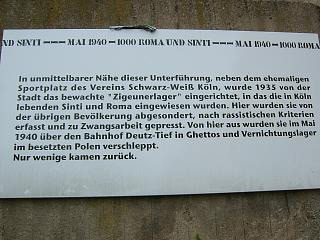 ND SINTI --- MAI 1940 - 1000 ROMA UND SINTI --- MAI 1940 - 1000 ROMA
In unmittelbarer Nähe dieser Unterführung, neben dem ehemaligen
Sportplatz des Vereins Schwarz-Weiß Köln, wurde 1935 von der
Stadt das bewachte "Zigeunerlager" eingerichtet, in das die in Köln
lebenden Sinti und Roma eingewiesen wurden. Hier wurden sie von
der übrigen Bevölkerung abgesondert, nach rassistischen Kriterien
erfasst und zu Zwangsarbeit gepresst. Von hier aus wurden sie im Mai
1940 über den Bahnhof Deutz-Tief in Ghettos und Vernichtungslager
im besetzten Polen verschleppt.
Nur wenige kamen zurück.